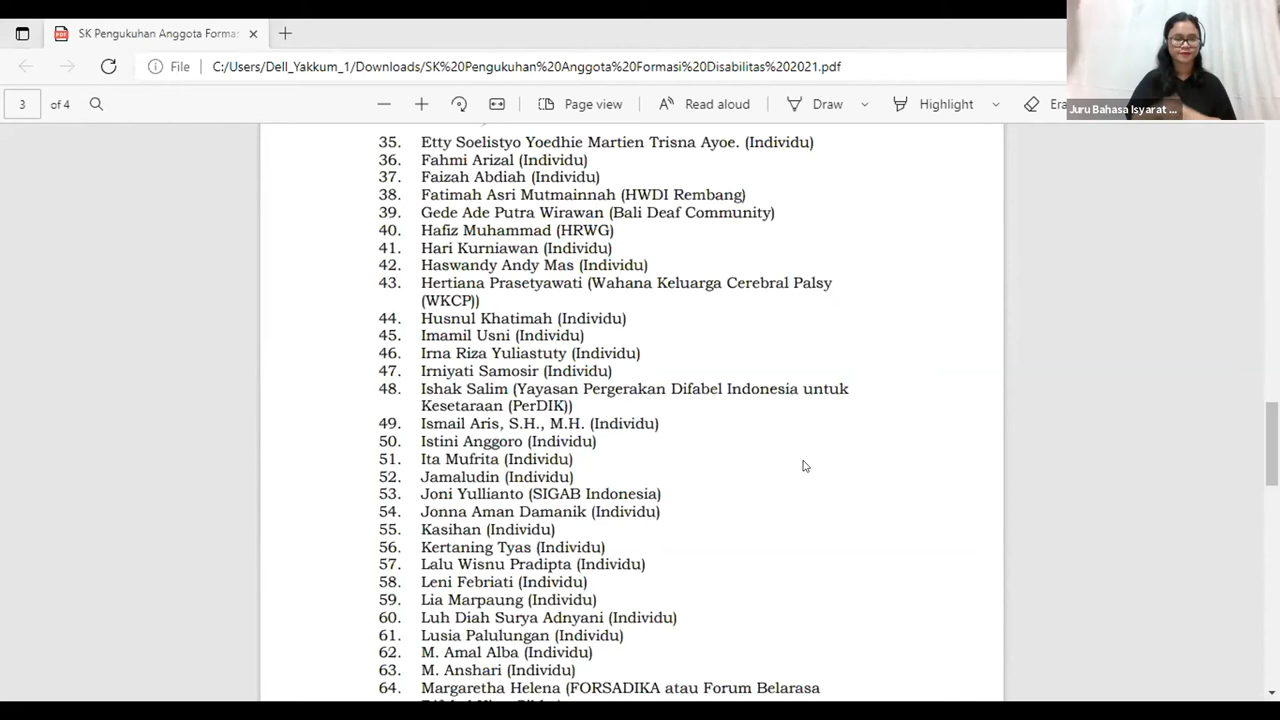 SK Pengukuhan Anggota Forma
File C:/Users/Dell_Yakkum_1/Downloads/SK%20Pengukuhan%20Anggota%20Formasi%20Disabilitas%202021.pdf
3 of 4 Page view Read aloud Draw Highlight Era
Juru Bahasa Isyarat ...
35. Etty Soelistyo Yoedhie Martien Trisna Ayoe. (Individu)
36. Fahmi Arizal (Individu)
37. Faizah Abdiah (Individu)
38. Fatimah Asri Mutmainnah (HWDI Rembang)
39. Gede Ade Putra Wirawan (Bali Deaf Community)
40. Hafiz Muhammad (HRWG)
41. Hari Kurniawan (Individu)
42. Haswandy Andy Mas (Individu)
43. Hertiana Prasetyawati (Wahana Keluarga Cerebral Palsy
(WKCP))
44. Husnul Khatimah (Individu)
45. Imamil Usni (Individu)
46. Irna Riza Yuliastuty (Individu)
47. Irniyati Samosir (Individu)
48. Ishak Salim (Yayasan Pergerakan Difabel Indonesia untuk
Kesetaraan (PerDIK))
49. Ismail Aris, S.H., M.H. (Individu)
50. Istini Anggoro (Individu)
51. Ita Mufrita (Individu)
52. Jamaludin (Individu)
53. Joni Yullianto (SIGAB Indonesia)
54. Jonna Aman Damanik (Individu)
55. Kasihan (Individu)
56. Kertaning Tyas (Individu)
57. Lalu Wisnu Pradipta (Individu)
58. Leni Febriati (Individu)
59. Lia Marpaung (Individu)
60. Luh Diah Surya Adnyani (Individu)
61. Lusia Palulungan (Individu)
62. M. Amal Alba (Individu)
63. M. Anshari (Individu)
64. Margaretha Helena (FORSADIKA atau Forum Belarasa